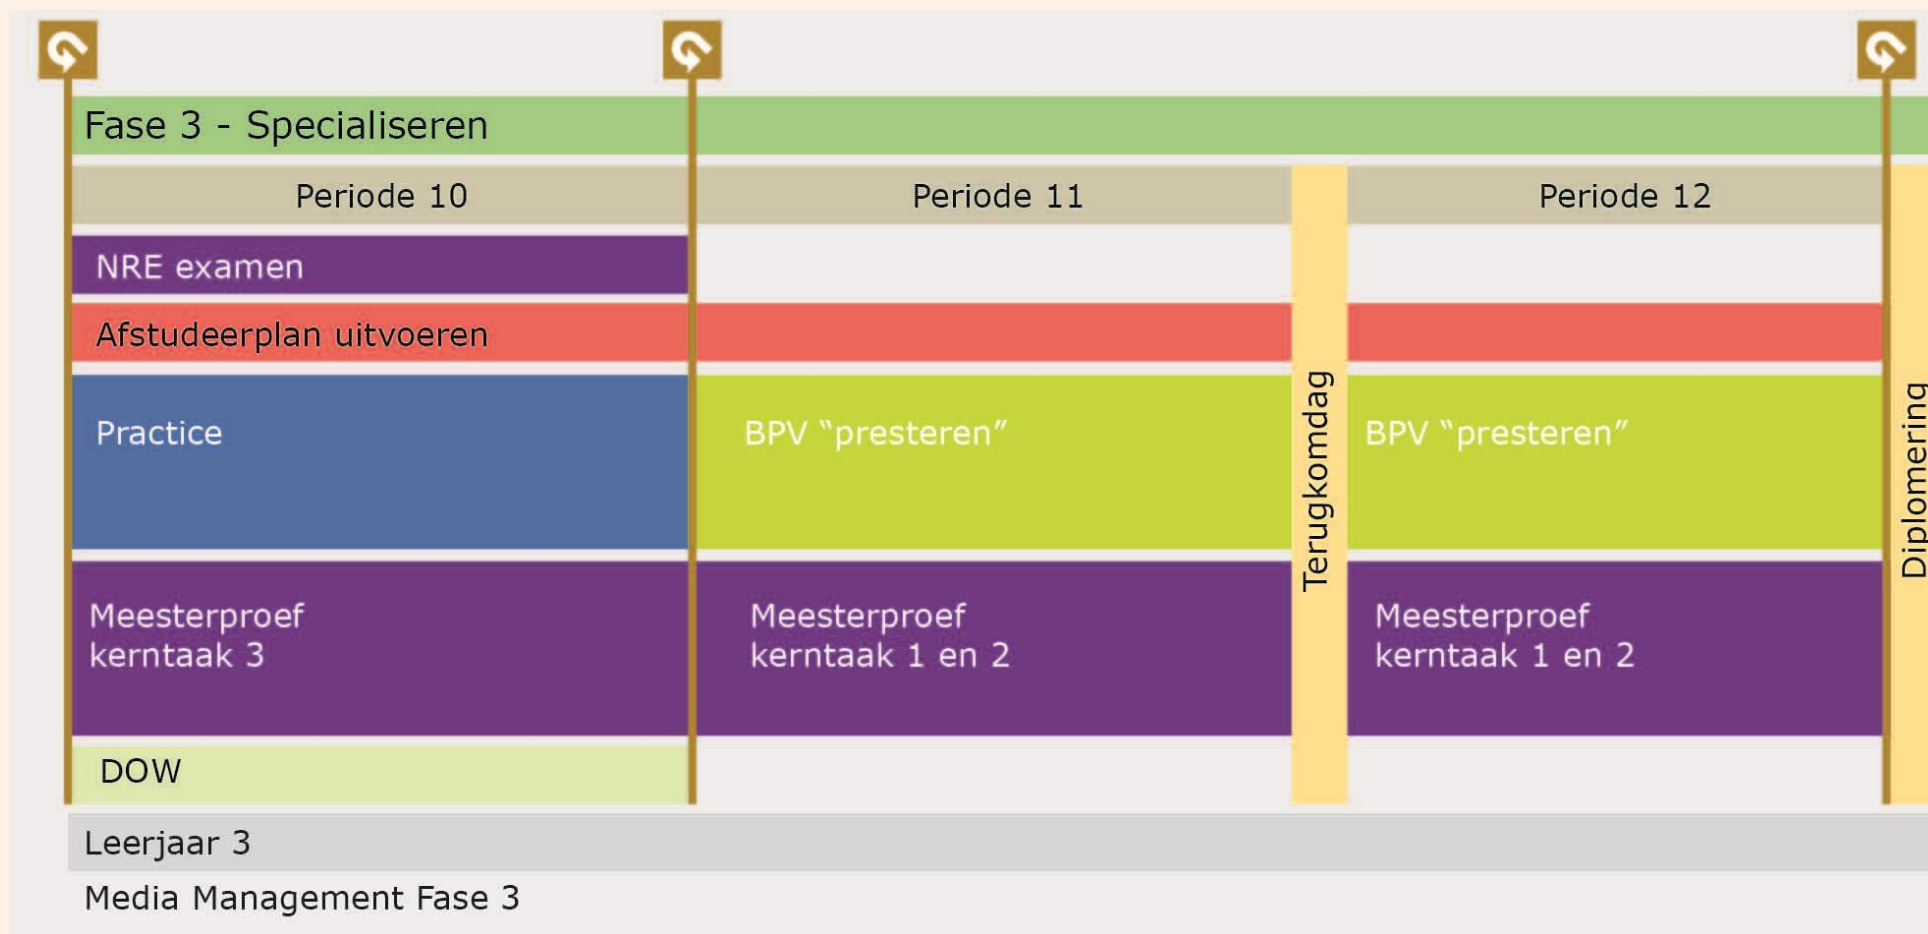 Fase 3 - Specialiseren
Periode 10
Periode 11
Periode 12
NRE examen
Afstudeerplan uitvoeren
Practice
BPV “presteren”
BPV “presteren”
Terugkomdag
Diplomering
Meesterproef
kerntaak 3
Meesterproef
kerntaak 1 en 2
Meesterproef
kerntaak 1 en 2
DOW
Leerjaar 3
Media Management Fase 3